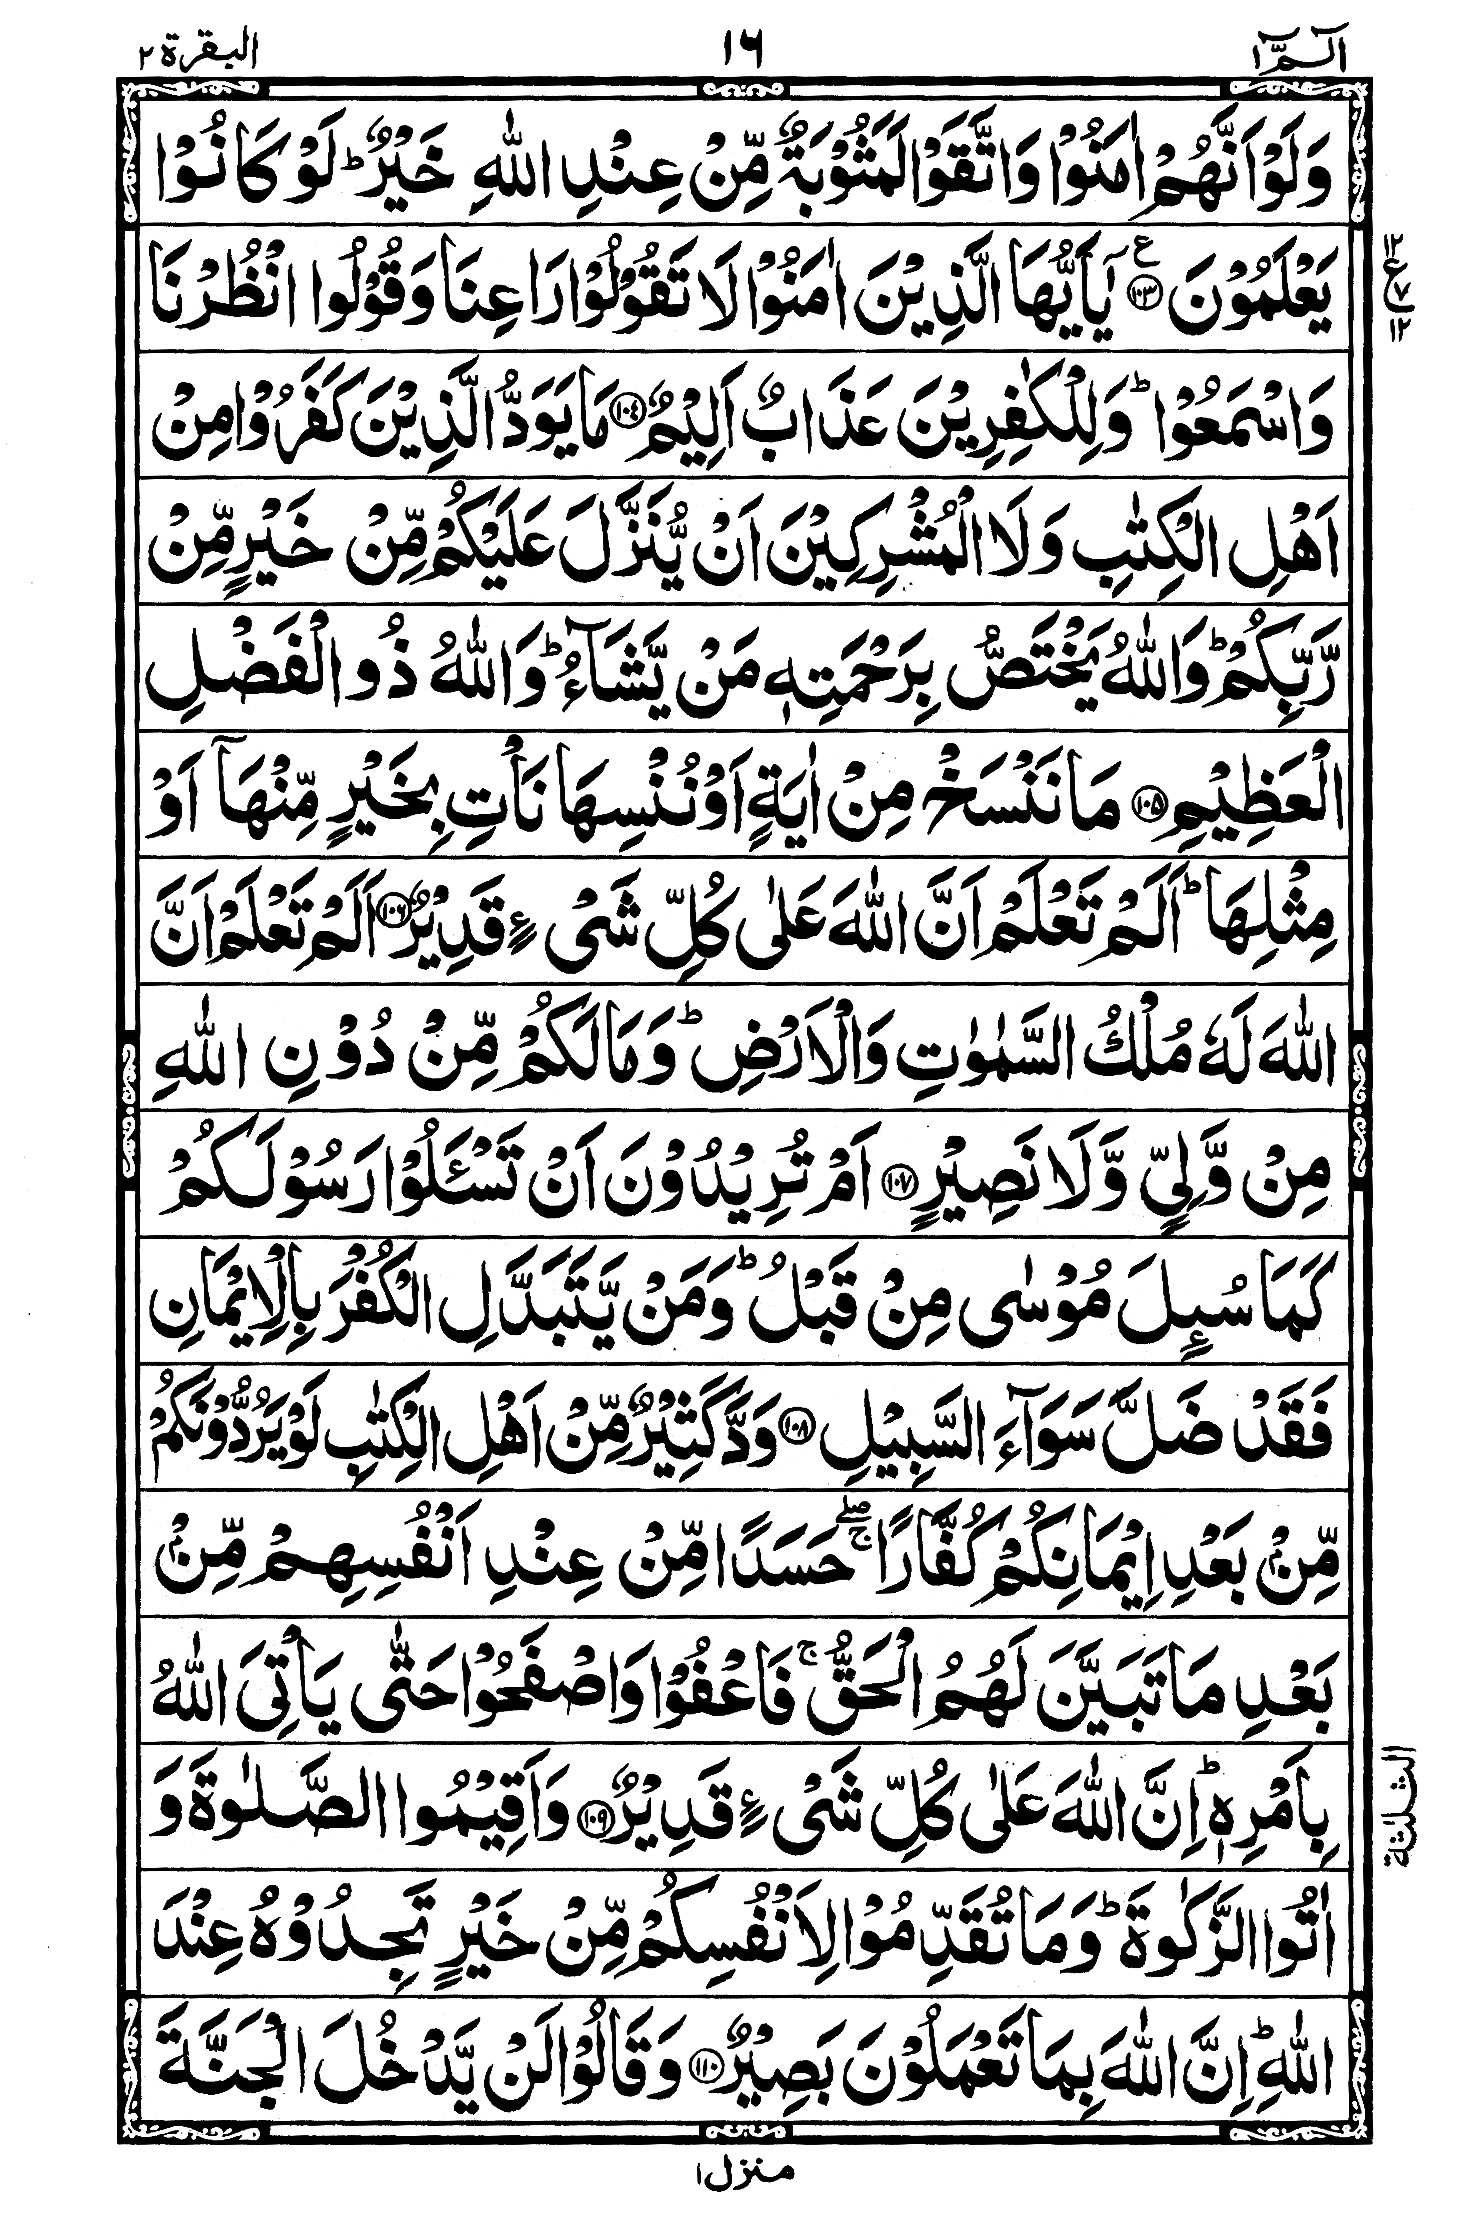 الٓمّٓ ١
١٦
البقرة ٢
وَلَوْ اَنَّهُمْ اٰمَنُوْا وَاتَّقَوْا لَمَثُوْبَةٌ مِّنْ عِنْدِ اللّٰهِ خَيْرٌ ؕ لَوْ كَانُوْا
يَعْلَمُوْنَ ﴿١٠٣﴾ ع يٰۤاَيُّهَا الَّذِيْنَ اٰمَنُوْا لَا تَقُوْلُوْا رَاعِنَا وَقُوْلُوا انْظُرْنَا
١٢
ع
٧
١٢
وَاسْمَعُوْا ؕ وَلِلْكٰفِرِيْنَ عَذَابٌ اَلِيْمٌ ﴿١٠٤﴾ مَا يَوَدُّ الَّذِيْنَ كَفَرُوْا مِنْ
اَهْلِ الْكِتٰبِ وَلَا الْمُشْرِكِيْنَ اَنْ يُّنَزَّلَ عَلَيْكُمْ مِّنْ خَيْرٍ مِّنْ
رَّبِّكُمْ ؕ وَاللّٰهُ يَخْتَصُّ بِرَحْمَتِهٖ مَنْ يَّشَآءُ ؕ وَاللّٰهُ ذُو الْفَضْلِ
الْعَظِيْمِ ﴿١٠٥﴾ مَا نَنْسَخْ مِنْ اٰيَةٍ اَوْ نُنْسِهَا نَاْتِ بِخَيْرٍ مِّنْهَاۤ اَوْ
مِثْلِهَا ؕ اَلَمْ تَعْلَمْ اَنَّ اللّٰهَ عَلٰى كُلِّ شَىْءٍ قَدِيْرٌ ﴿١٠٦﴾ اَلَمْ تَعْلَمْ اَنَّ
اللّٰهَ لَهٗ مُلْكُ السَّمٰوٰتِ وَالْاَرْضِ ؕ وَمَا لَكُمْ مِّنْ دُوْنِ اللّٰهِ
مِنْ وَّلِيٍّ وَّلَا نَصِيْرٍ ﴿١٠٧﴾ اَمْ تُرِيْدُوْنَ اَنْ تَسْـَٔلُوْا رَسُوْلَكُمْ
كَمَا سُىِٕلَ مُوْسٰى مِنْ قَبْلُ ؕ وَمَنْ يَّتَبَدَّلِ الْكُفْرَ بِالْاِيْمَانِ
فَقَدْ ضَلَّ سَوَآءَ السَّبِيْلِ ﴿١٠٨﴾ وَدَّ كَثِيْرٌ مِّنْ اَهْلِ الْكِتٰبِ لَوْ يَرُدُّوْنَكُمْ
مِّنْۢ بَعْدِ اِيْمَانِكُمْ كُفَّارًا ۖۚ حَسَدًا مِّنْ عِنْدِ اَنْفُسِهِمْ مِّنْۢ
بَعْدِ مَا تَبَيَّنَ لَهُمُ الْحَقُّ ۚ فَاعْفُوْا وَاصْفَحُوْا حَتّٰى يَاْتِىَ اللّٰهُ
بِاَمْرِهٖ ؕ اِنَّ اللّٰهَ عَلٰى كُلِّ شَىْءٍ قَدِيْرٌ ﴿١٠٩﴾ وَاَقِيْمُوا الصَّلٰوةَ وَ
الثلثة
اٰتُوا الزَّكٰوةَ ؕ وَمَا تُقَدِّمُوْا لِاَنْفُسِكُمْ مِّنْ خَيْرٍ تَجِدُوْهُ عِنْدَ
اللّٰهِ ؕ اِنَّ اللّٰهَ بِمَا تَعْمَلُوْنَ بَصِيْرٌ ﴿١١٠﴾ وَقَالُوْا لَنْ يَّدْخُلَ الْجَنَّةَ
منزل ١